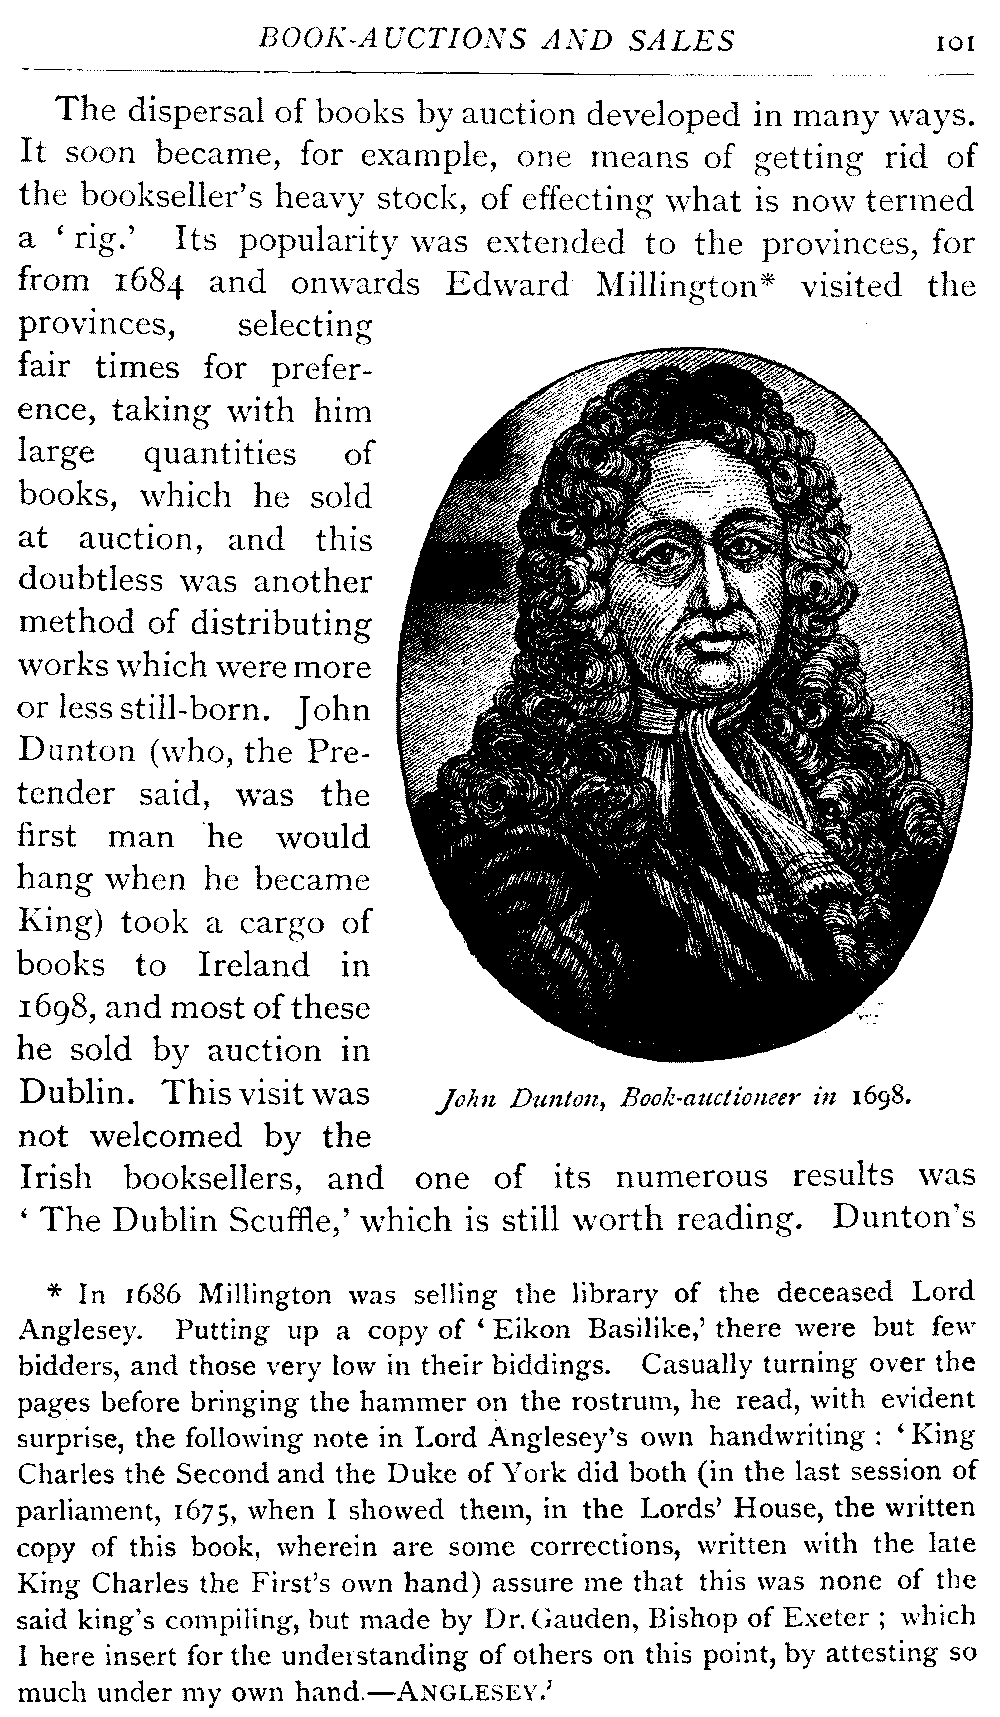 BOOK-AUCTIONS AND SALES 101
The dispersal of books by auction developed in many ways.
It soon became, for example, one means of getting rid of
the bookseller's heavy stock, of effecting what is now termed
a ‘rig.’ Its popularity was extended to the provinces, for
from 1684 and onwards Edward Millington* visited the
provinces, selecting
fair times for prefer-
ence, taking with him
large quantities of
books, which he sold
at auction, and this
doubtless was another
method of distributing
works which were more
or less still-born. John
Dunton (who, the Pre-
tender said, was the
first man he would
hang when he became
King) took a cargo of
books to Ireland in
1698, and most of these
he sold by auction in
Dublin. This visit was
not welcomed by the
John Dunton, Book-auctioneer in 1698.
Irish booksellers, and one of its numerous results was
‘The Dublin Scuffle,’ which is still worth reading. Dunton's
* In 1686 Millington was selling the library of the deceased Lord
Anglesey. Putting up a copy of ‘Eikon Basilike,’ there were but few
bidders, and those very low in their biddings. Casually turning over the
pages before bringing the hammer on the rostrum, he read, with evident
surprise, the following note in Lord Anglesey's own handwriting : ‘King
Charles the Second and the Duke of York did both (in the last session of
parliament, 1675, when I showed them, in the Lords' House, the written
copy of this book, wherein are some corrections, written with the late
King Charles the First's own hand) assure me that this was none of the
said king's compiling, but made by Dr. Gauden, Bishop of Exeter ; which
I here insert for the understanding of others on this point, by attesting so
much under my own hand.—ANGLESEY.’